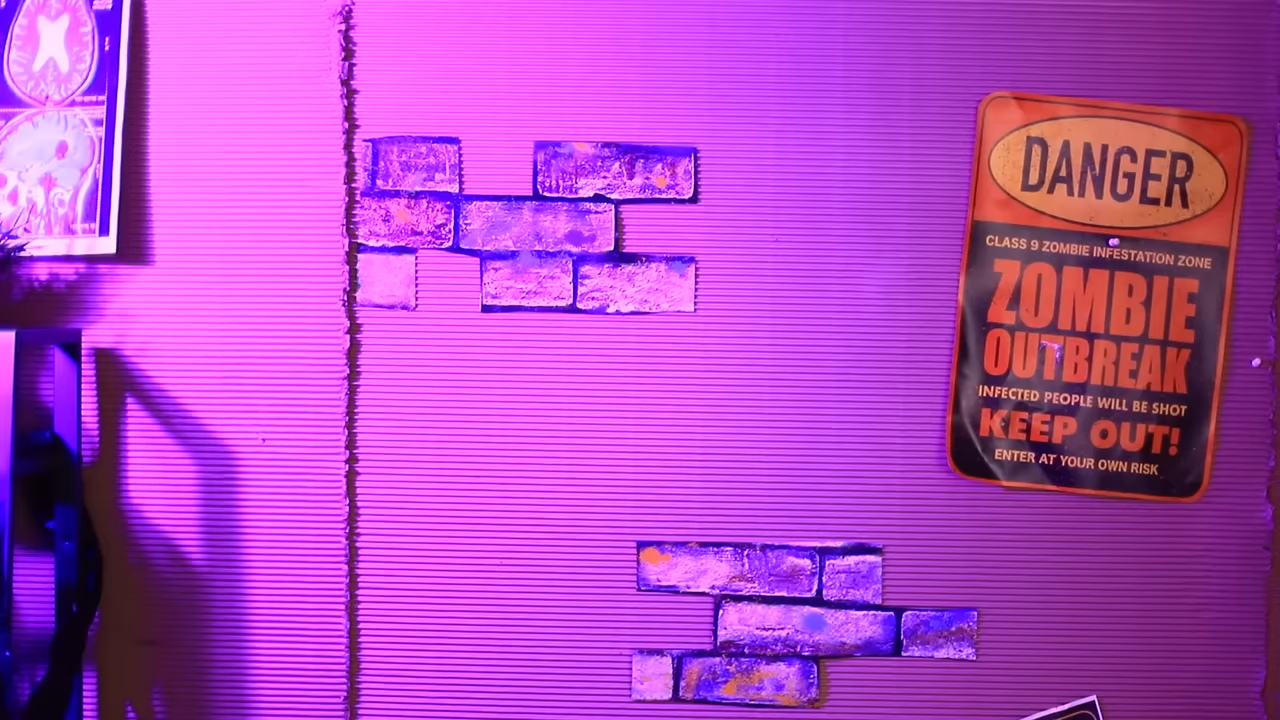 DANGER
CLASS 9 ZOMBIE INFESTATION ZONE
ZOMBIE
OUTBREAK
INFECTED PEOPLE WILL BE SHOT
KEEP OUT!
ENTER AT YOUR OWN RISK